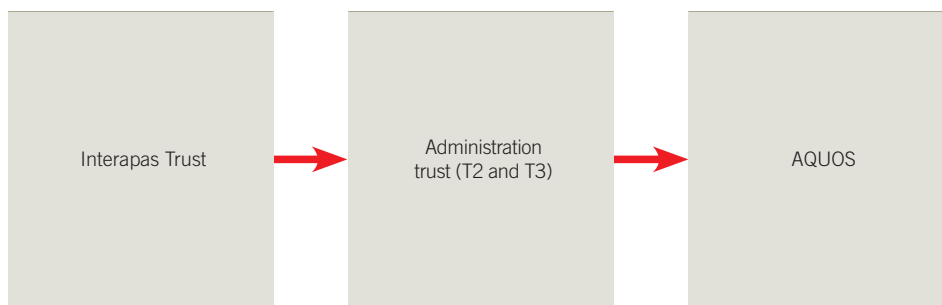 Interapas Trust
Administration
trust (T2 and T3)
AQUOS